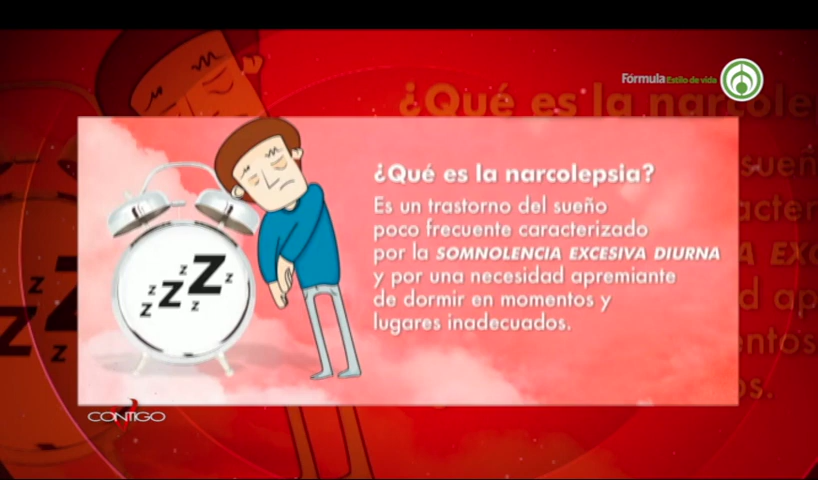 Fórmula Estilo de vida
¿Qué es la narcolepsia?
Es un trastorno del sueño
poco frecuente caracterizado
por la SOMNOLENCIA EXCESIVA DIURNA
y por una necesidad apremiante
de dormir en momentos y
lugares inadecuados.
z z Z z Z z z
CONTIGO